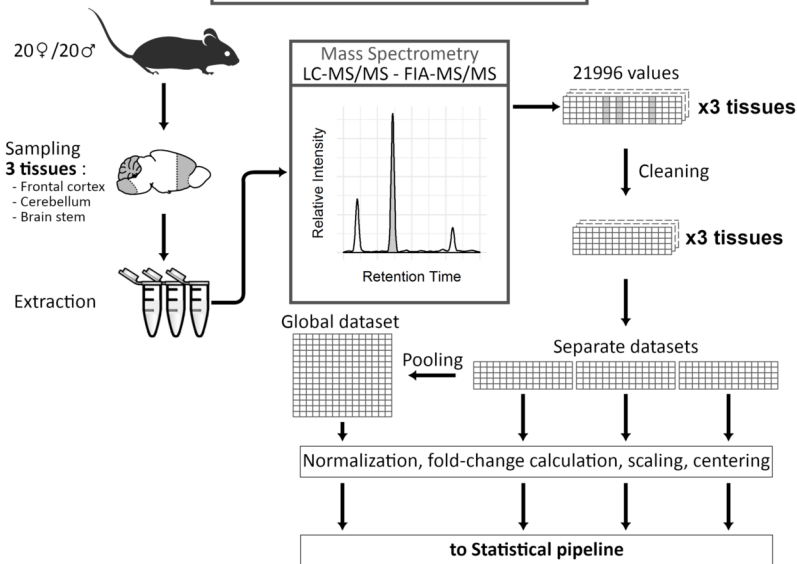 20♀/20♂
Sampling
3 tissues :
- Frontal cortex
- Cerebellum
- Brain stem
Extraction
Mass Spectrometry
LC-MS/MS - FIA-MS/MS
Relative Intensity
Retention Time
21996 values
x3 tissues
Cleaning
x3 tissues
Separate datasets
Pooling
Global dataset
Normalization, fold-change calculation, scaling, centering
to Statistical pipeline